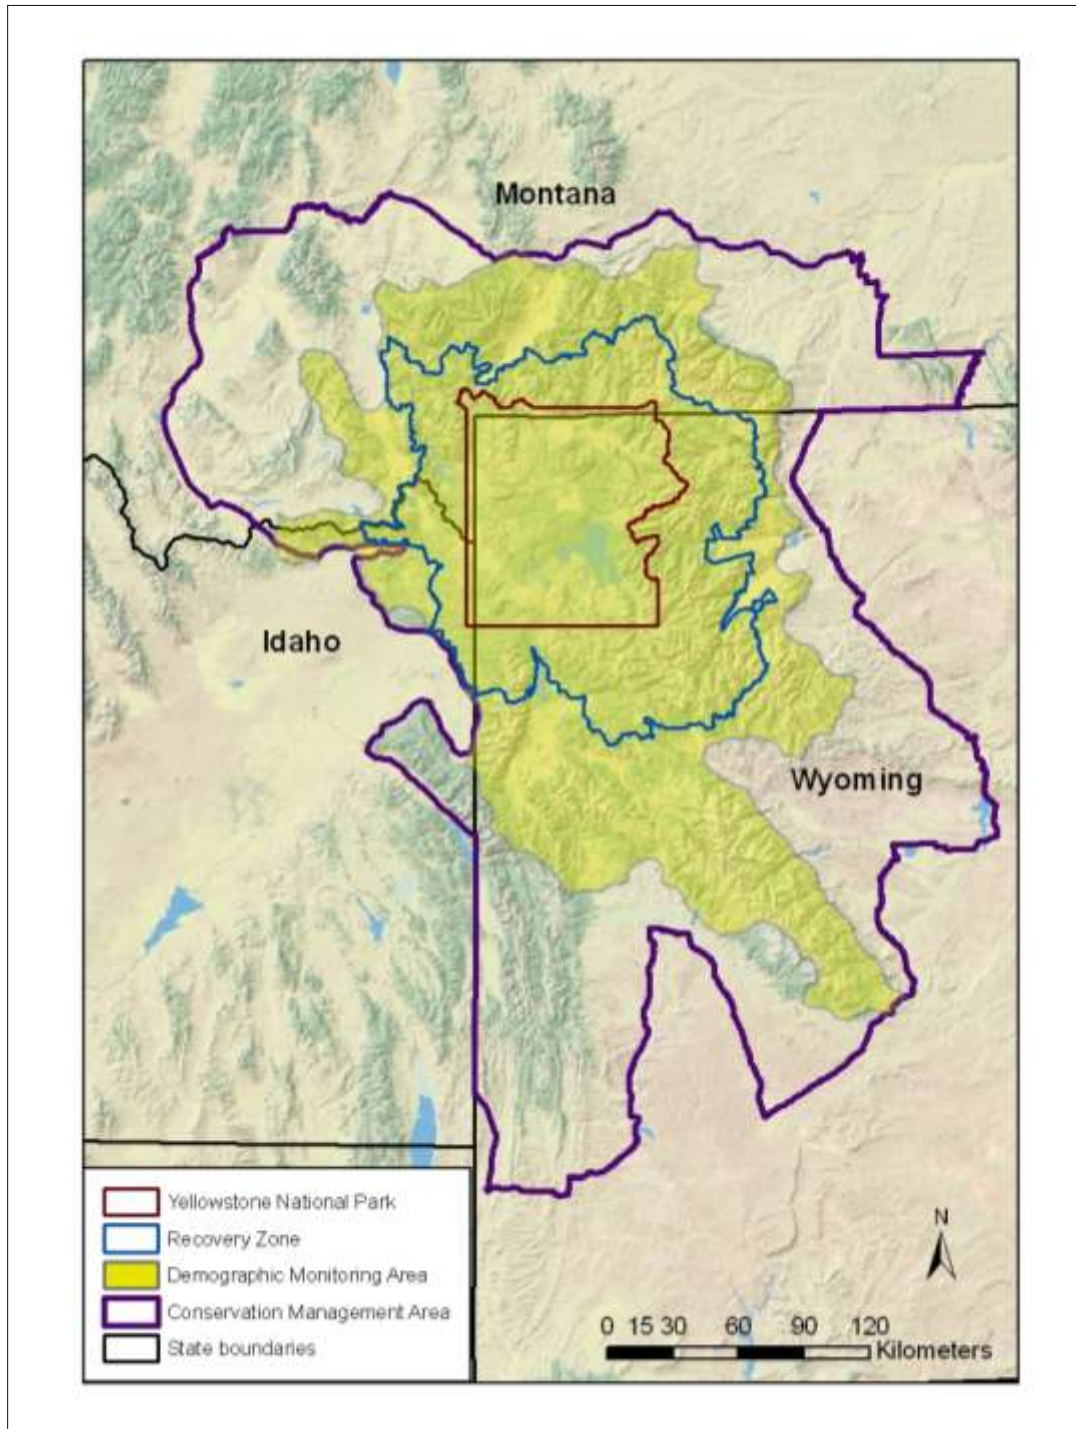 Montana
Idaho
Wyoming
Yellowstone National Park
Recovery Zone
Demographic Monitoring Area
Conservation Management Area
State boundaries
N
0 15 30 60 90 120
Kilometers